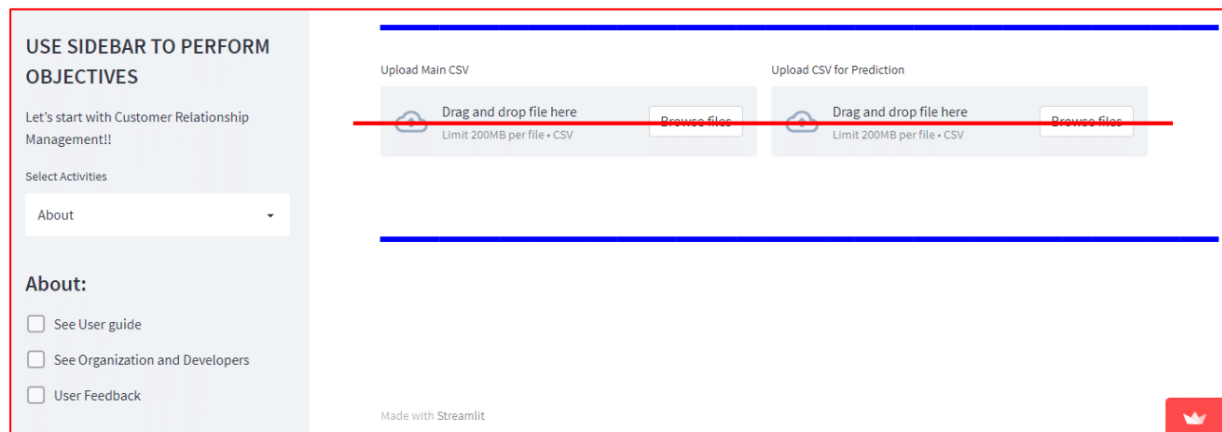 USE SIDEBAR TO PERFORM
OBJECTIVES
Let's start with Customer Relationship
Management!!
Select Activities
About
About:
See User guide
See Organization and Developers
User Feedback
Upload Main CSV
Drag and drop file here
Limit 200MB per file • CSV
Browse files
Upload CSV for Prediction
Drag and drop file here
Limit 200MB per file • CSV
Browse files
Made with Streamlit